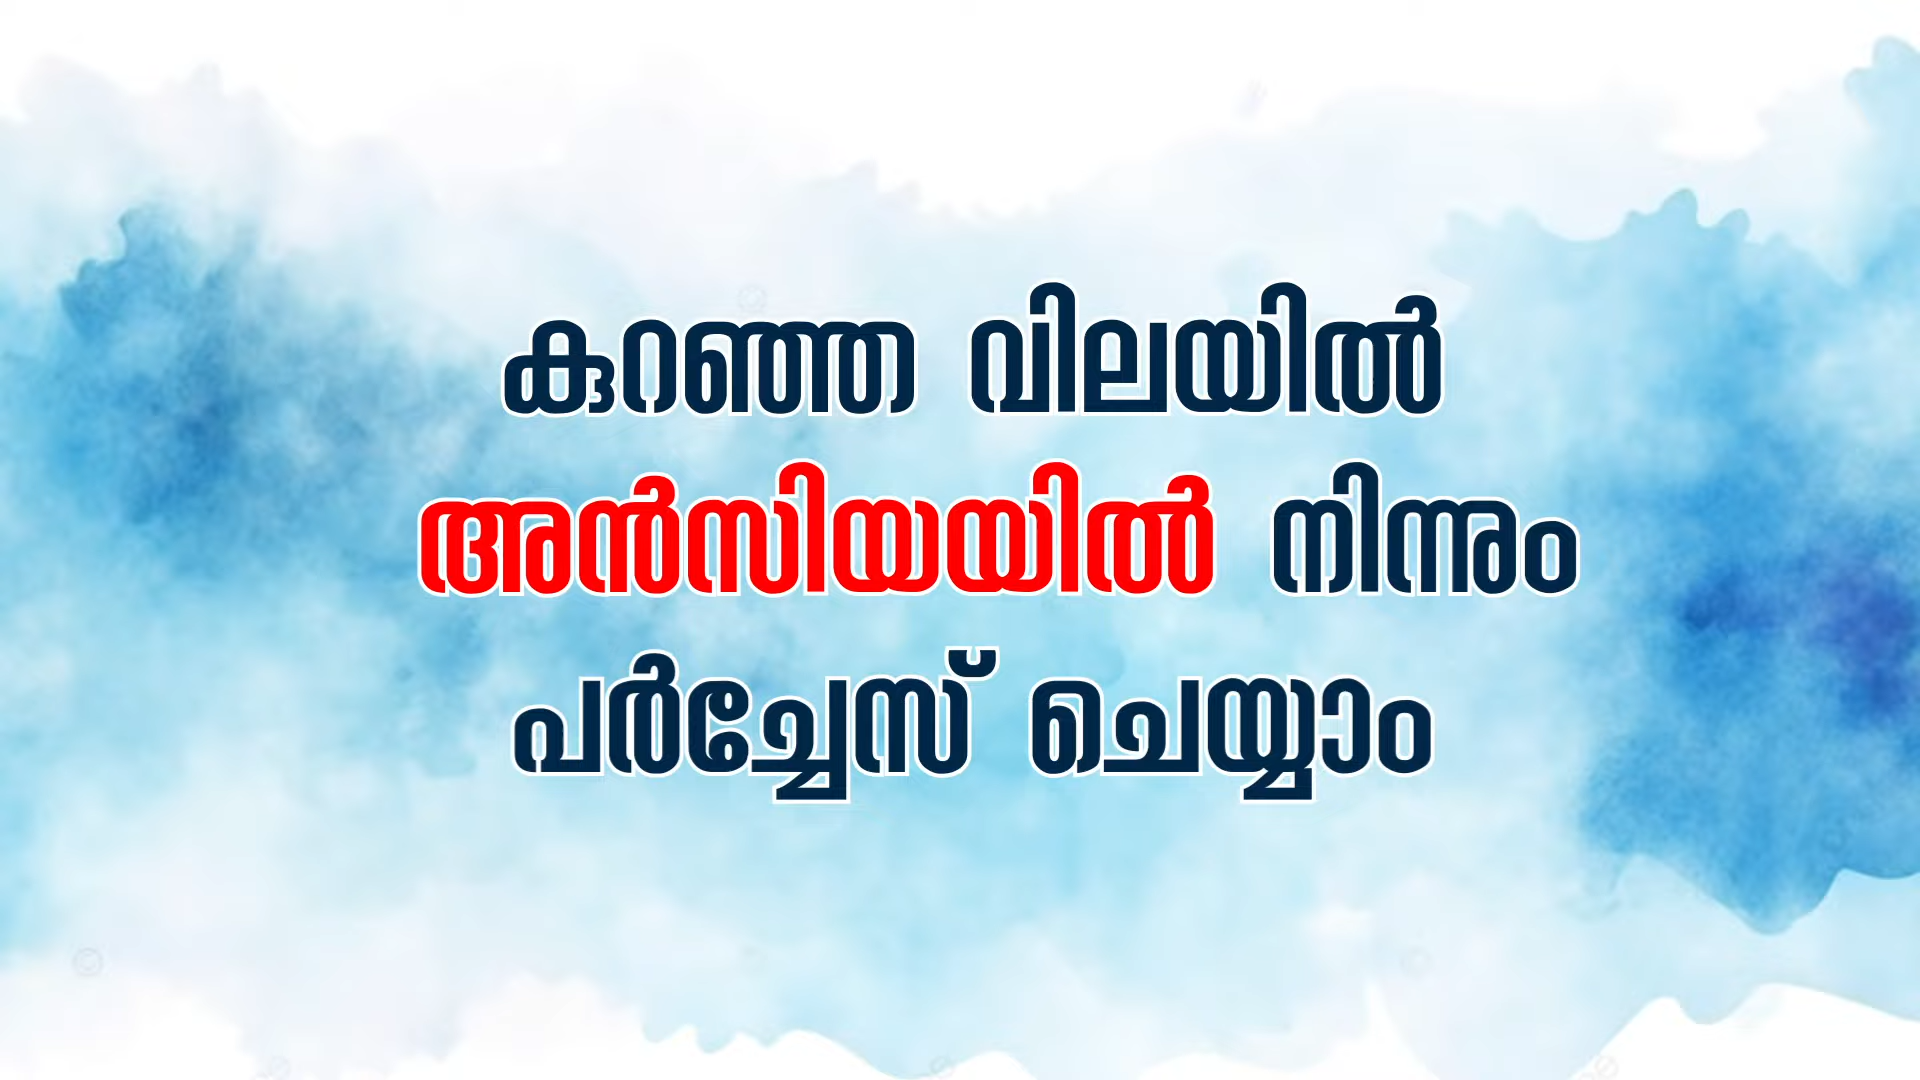 കുറഞ്ഞ വിലയിൽ
അൻസിയയിൽ നിന്നും
പർച്ചേസ് ചെയ്യാം